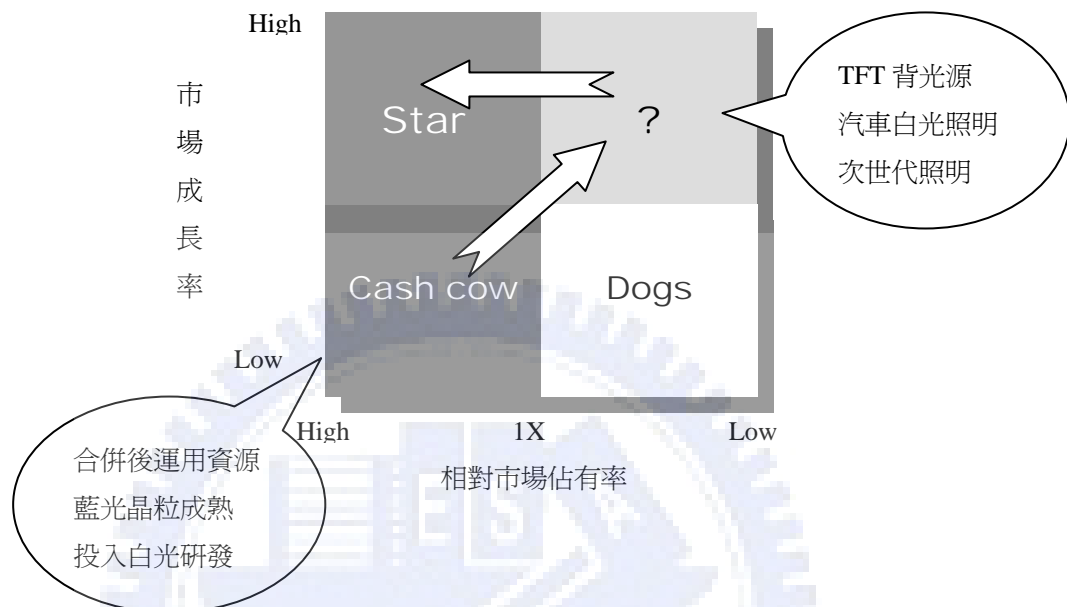 High
市場成長率
Star
?
TFT 背光源
汽車白光照明
次世代照明
Cash cow
Dogs
Low
High
1X
Low
相對市場佔有率
合併後運用資源
藍光晶粒成熟
投入白光研發